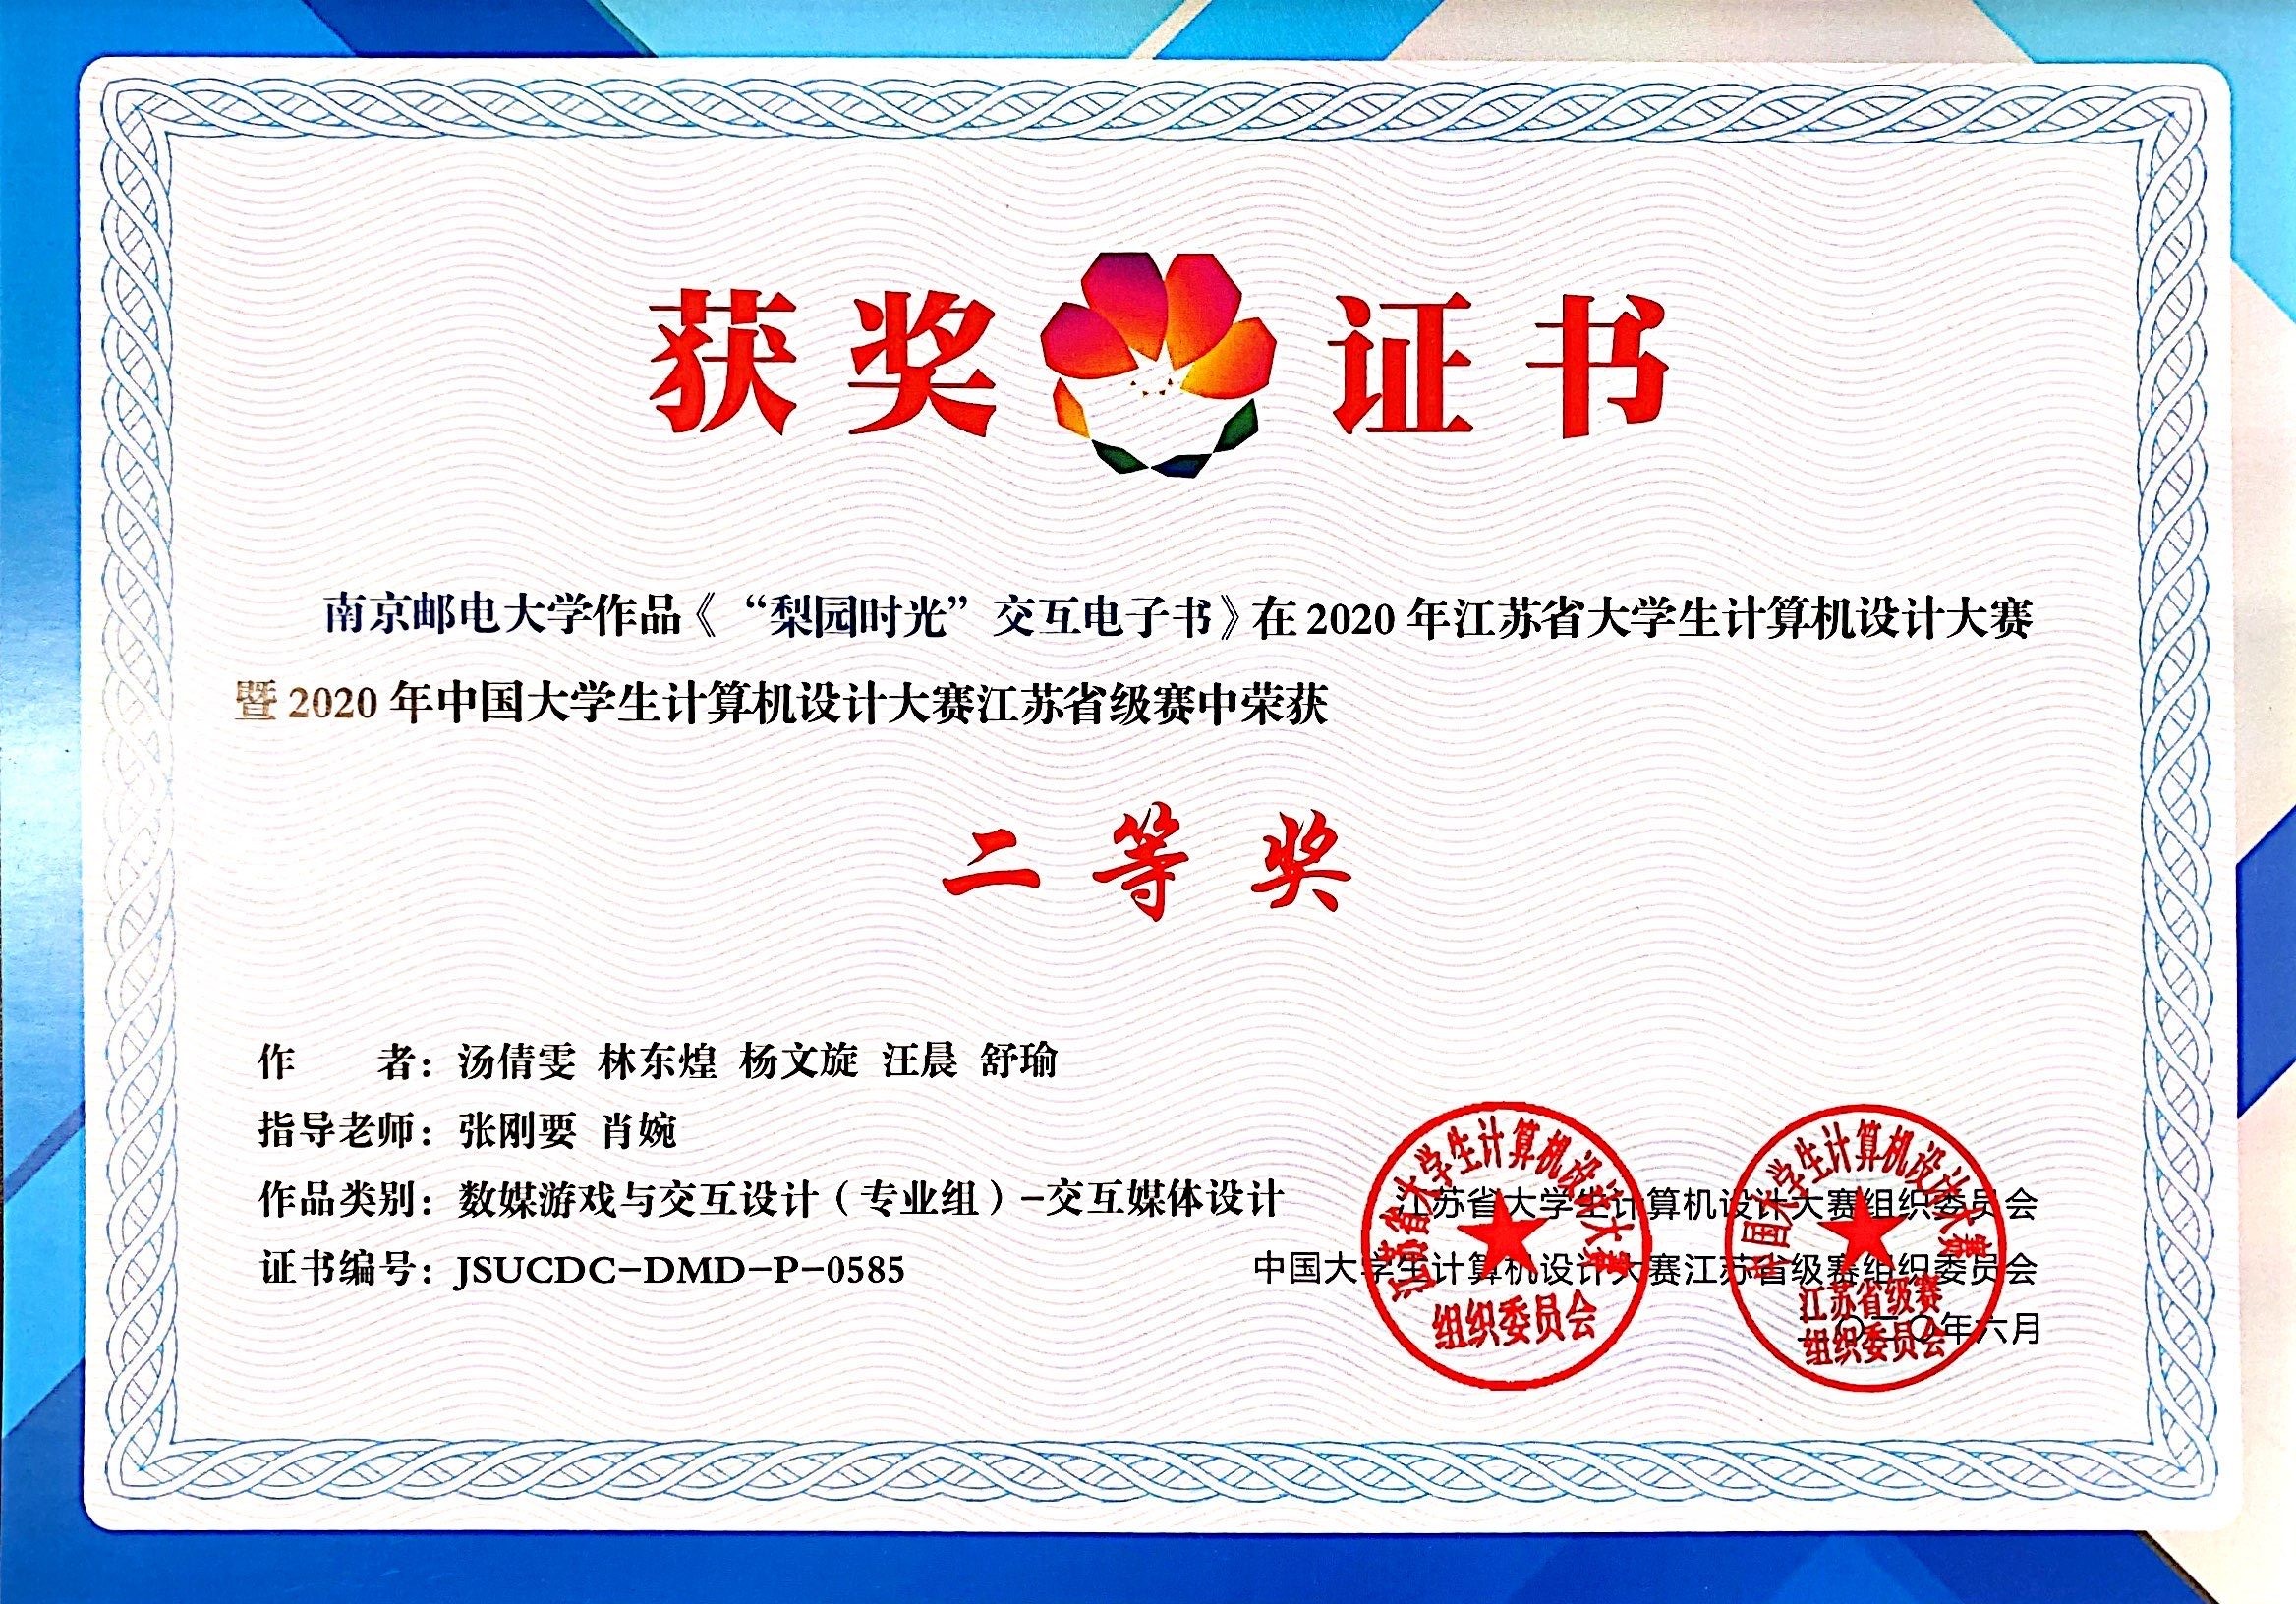 获奖证书
南京邮电大学作品《“梨园时光”交互电子书》在2020年江苏省大学生计算机设计大赛
暨2020年中国大学生计算机设计大赛江苏省级赛中荣获
二等奖
作 者：汤倩雯 林东煌 杨文旋 汪晨 舒瑜
指导老师：张刚要 肖婉
作品类别：数媒游戏与交互设计（专业组）-交互媒体设计
证书编号：JSUCDC-DMD-P-0585
江苏省大学生计算机设计大赛组织委员会
中国大学生计算机设计大赛江苏省级赛组织委员会
二〇二〇年六月
江苏省大学生计算机设计大赛
组织委员会
中国大学生计算机设计大赛
江苏省级赛
组织委员会